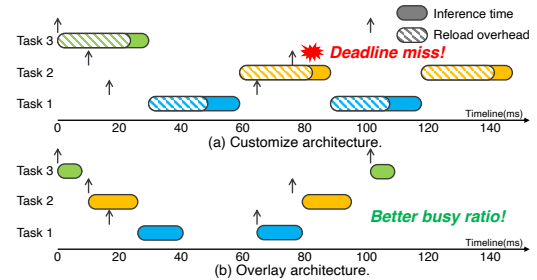 Inference time
Reload overhead
Task 3
Deadline miss!
Task 2
Task 1
Timeline(ms)
0 20 40 60 80 100 120 140
(a) Customize architecture.
Task 3
Task 2
Better busy ratio!
Task 1
Timeline(ms)
0 20 40 60 80 100 120 140
(b) Overlay architecture.